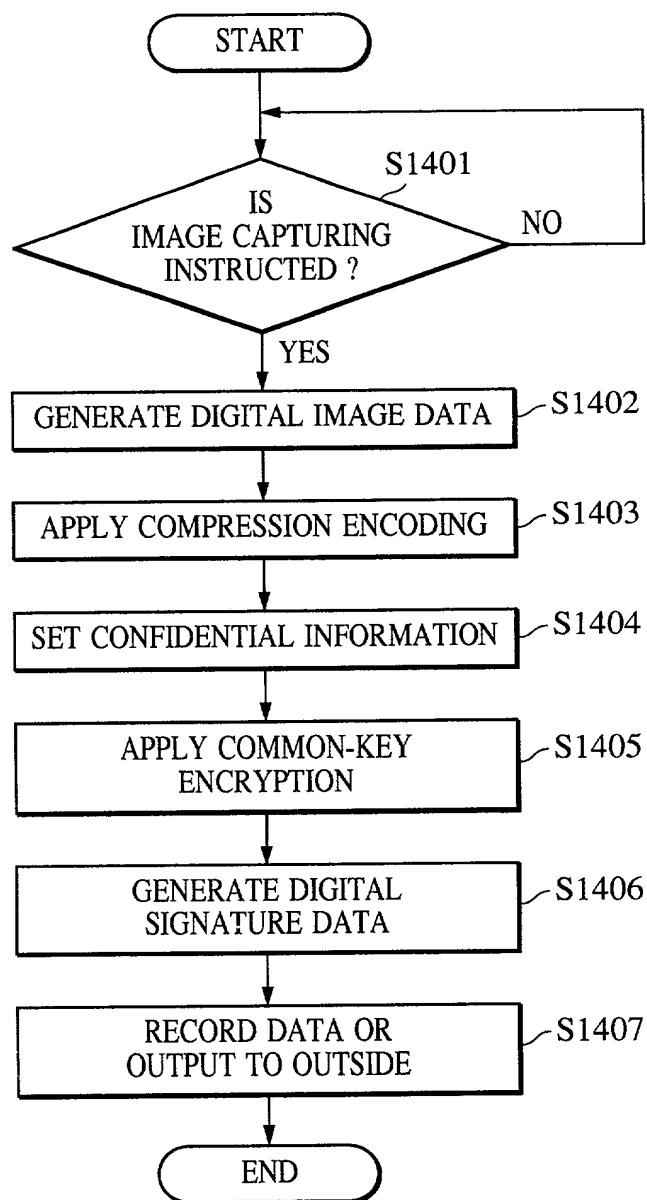 START
S1401
IS
IMAGE CAPTURING
INSTRUCTED ?
NO
YES
GENERATE DIGITAL IMAGE DATA
S1402
APPLY COMPRESSION ENCODING
S1403
SET CONFIDENTIAL INFORMATION
S1404
APPLY COMMON-KEY
ENCRYPTION
S1405
GENERATE DIGITAL
SIGNATURE DATA
S1406
RECORD DATA OR
OUTPUT TO OUTSIDE
S1407
END